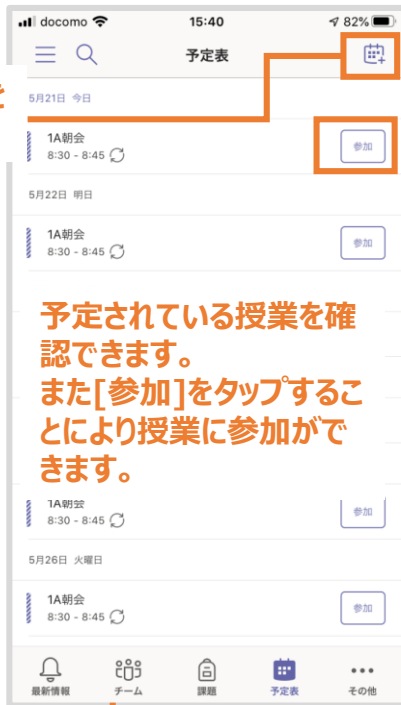 docomo 15:40 82%
予定表
を
5月21日 今日
1A朝会
8:30 - 8:45
参加
5月22日 明日
1A朝会
8:30 - 8:45
参加
予定されている授業を確
認できます。
また[参加]をタップするこ
とにより授業に参加がで
きます。
1A朝会
8:30 - 8:45
参加
5月26日 火曜日
1A朝会
8:30 - 8:45
参加
最新情報 チーム 課題 予定表 その他